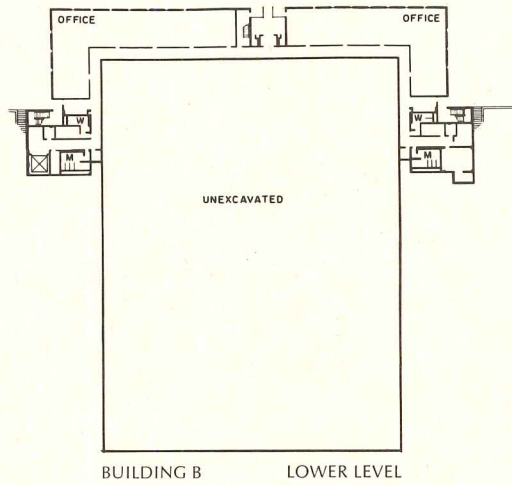 OFFICE
OFFICE
W
W
M
M
UNEXCAVATED
BUILDING B LOWER LEVEL